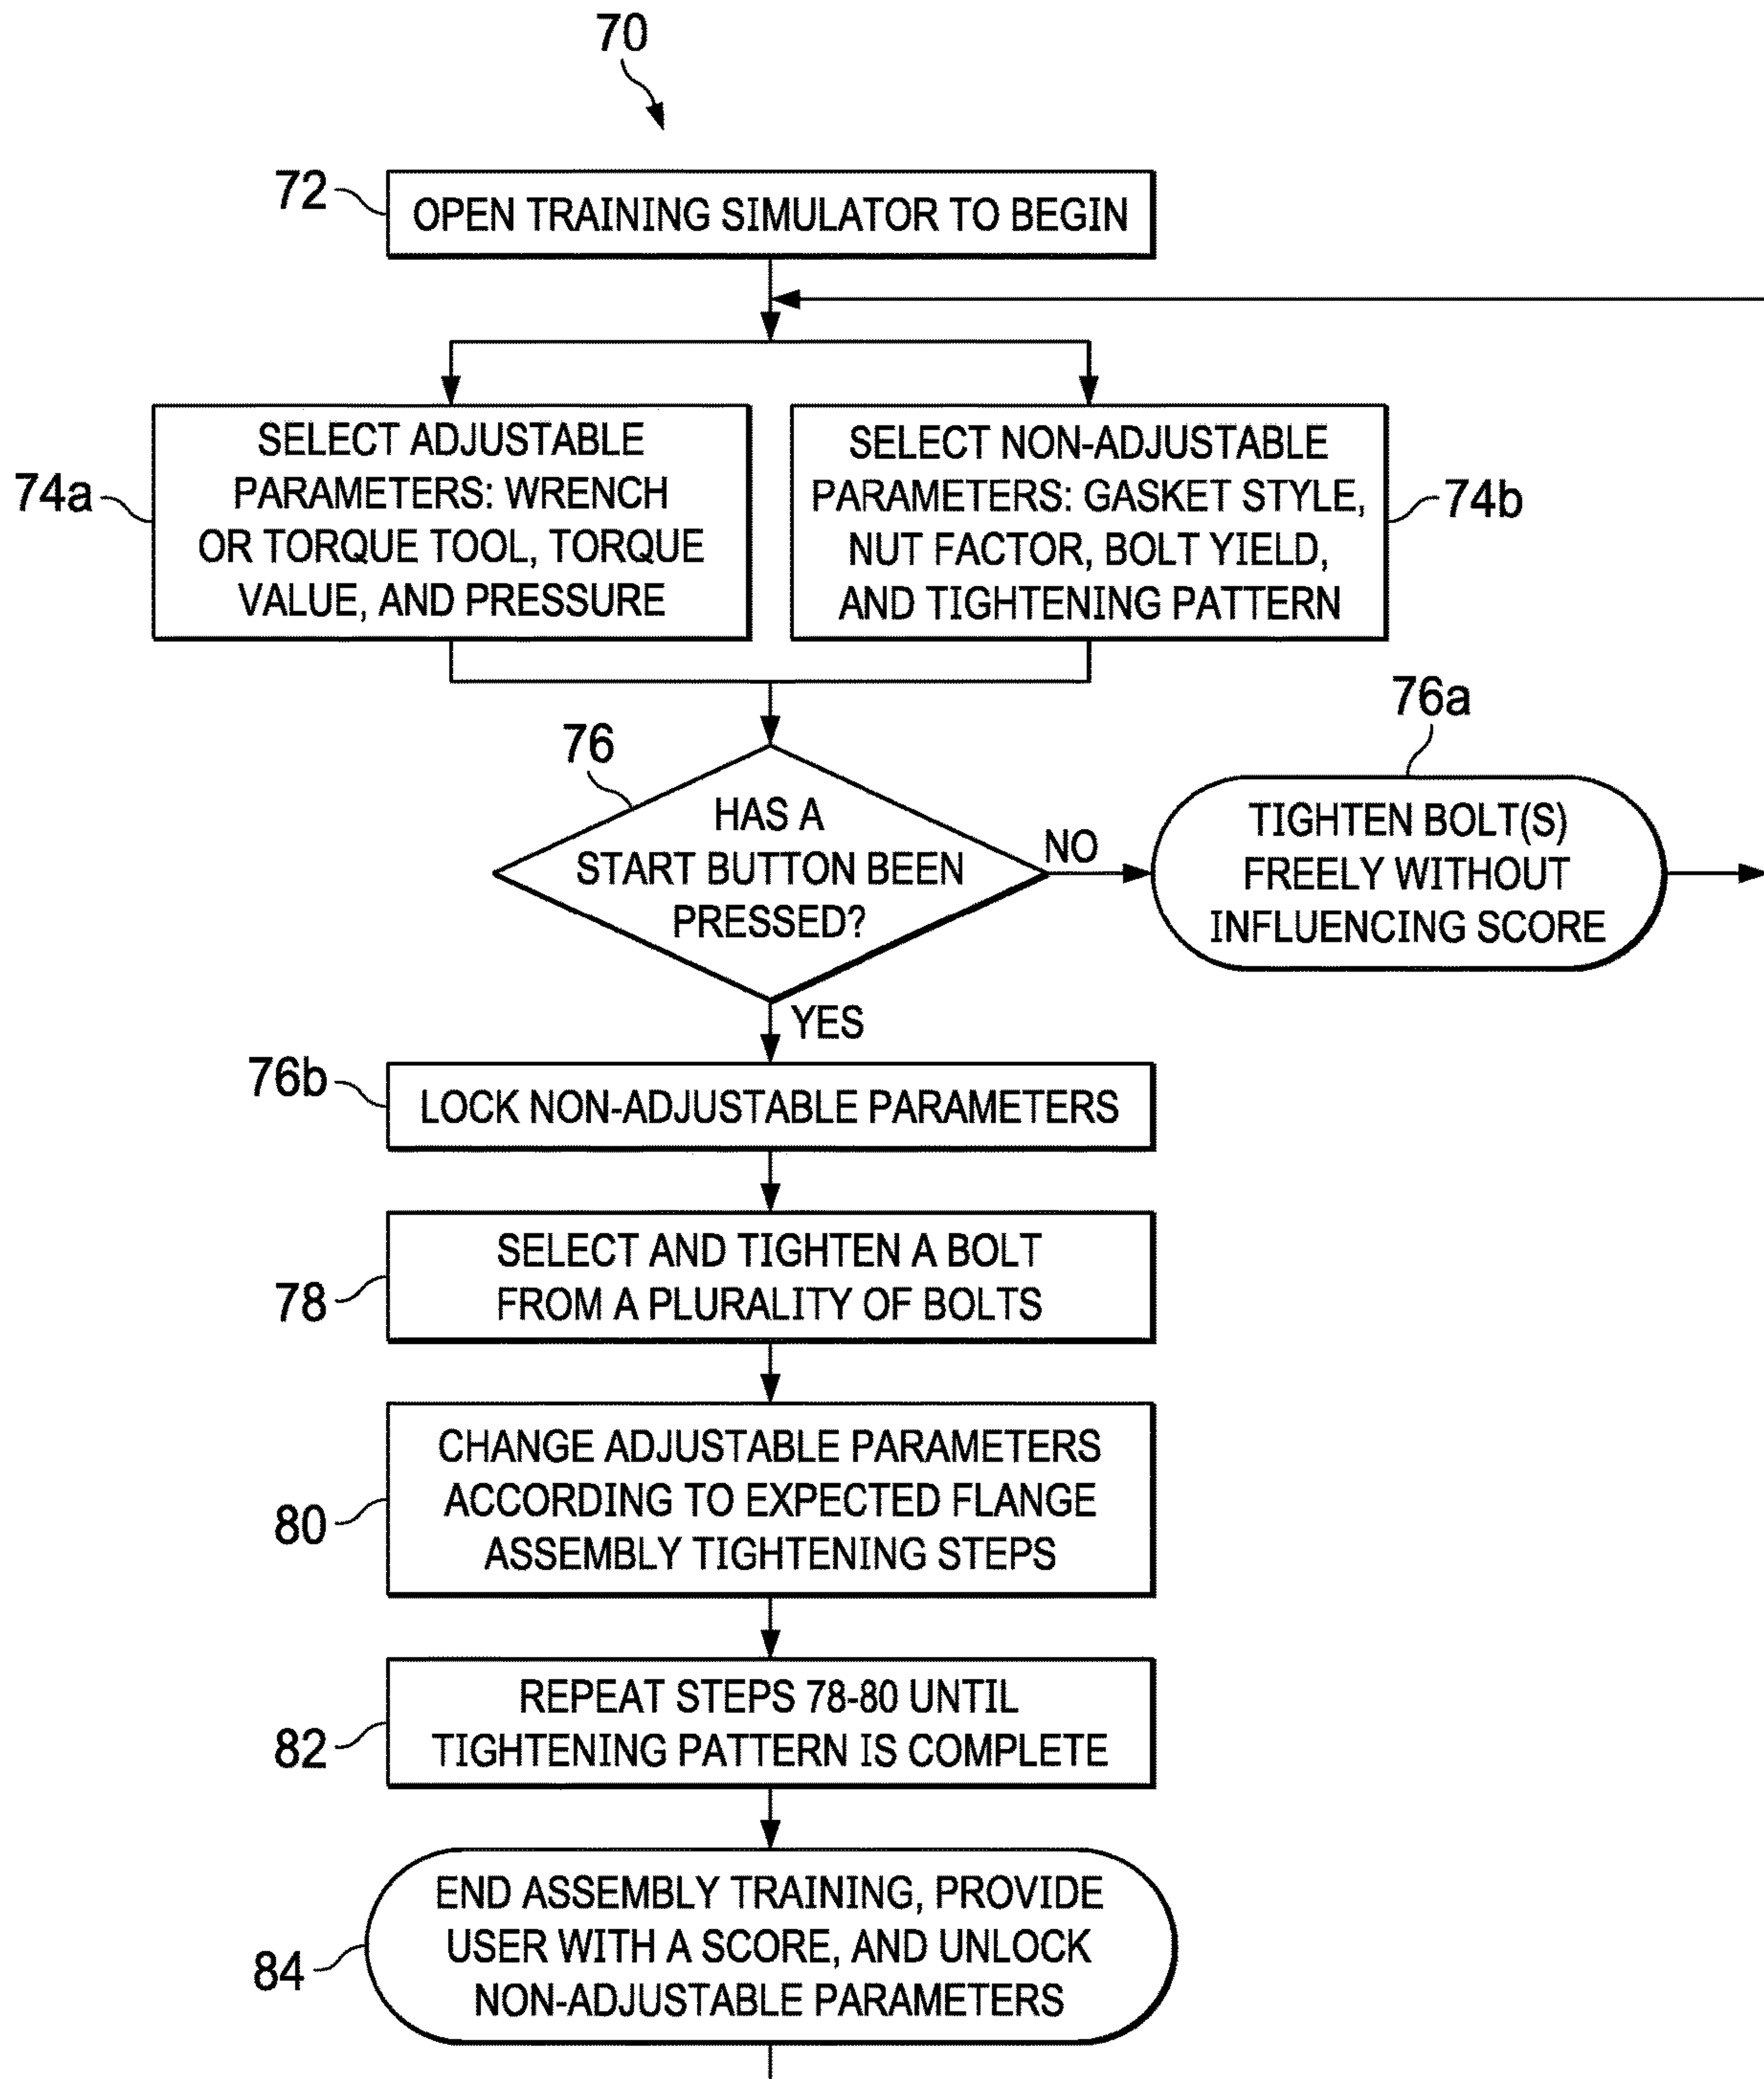 70
72
OPEN TRAINING SIMULATOR TO BEGIN
74a
SELECT ADJUSTABLE
PARAMETERS: WRENCH
OR TORQUE TOOL, TORQUE
VALUE, AND PRESSURE
SELECT NON-ADJUSTABLE
PARAMETERS: GASKET STYLE,
NUT FACTOR, BOLT YIELD,
AND TIGHTENING PATTERN
74b
76
HAS A
START BUTTON BEEN
PRESSED?
NO
76a
TIGHTEN BOLT(S)
FREELY WITHOUT
INFLUENCING SCORE
YES
76b
LOCK NON-ADJUSTABLE PARAMETERS
78
SELECT AND TIGHTEN A BOLT
FROM A PLURALITY OF BOLTS
80
CHANGE ADJUSTABLE PARAMETERS
ACCORDING TO EXPECTED FLANGE
ASSEMBLY TIGHTENING STEPS
82
REPEAT STEPS 78-80 UNTIL
TIGHTENING PATTERN IS COMPLETE
84
END ASSEMBLY TRAINING, PROVIDE
USER WITH A SCORE, AND UNLOCK
NON-ADJUSTABLE PARAMETERS